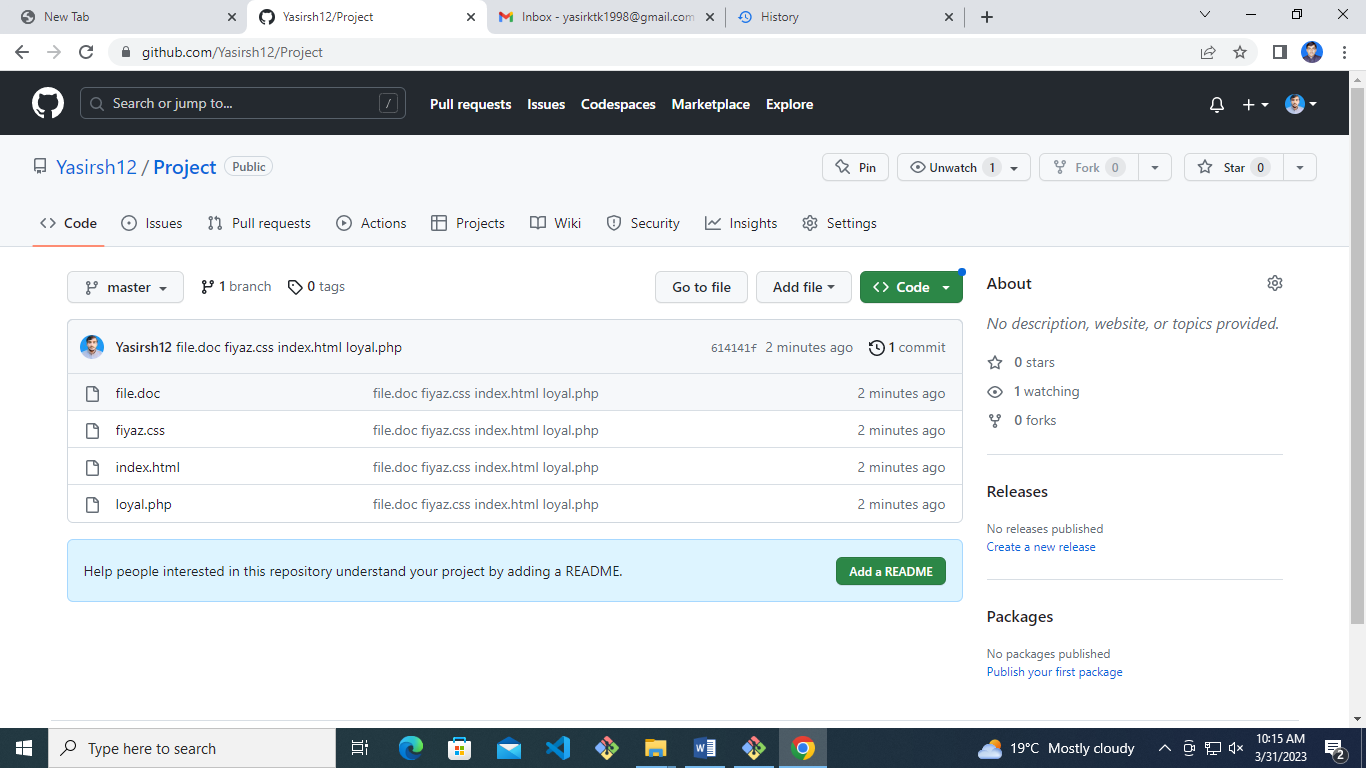 New Tab
Yasirsh12/Project
Inbox - yasirktk1998@gmail.com
History
github.com/Yasirsh12/Project
Search or jump to...
/
Pull requests
Issues
Codespaces
Marketplace
Explore
Yasirsh12 / Project
Public
Pin
Unwatch 1
Fork 0
Star 0
Code
Issues
Pull requests
Actions
Projects
Wiki
Security
Insights
Settings
master
1 branch
0 tags
Go to file
Add file
Code
Yasirsh12 file.doc fiyaz.css index.html loyal.php
614141f 2 minutes ago
1 commit
file.doc
file.doc fiyaz.css index.html loyal.php
2 minutes ago
fiyaz.css
file.doc fiyaz.css index.html loyal.php
2 minutes ago
index.html
file.doc fiyaz.css index.html loyal.php
2 minutes ago
loyal.php
file.doc fiyaz.css index.html loyal.php
2 minutes ago
Help people interested in this repository understand your project by adding a README.
Add a README
About
No description, website, or topics provided.
0 stars
1 watching
0 forks
Releases
No releases published
Create a new release
Packages
No packages published
Publish your first package
Type here to search
19°C Mostly cloudy
10:15 AM
3/31/2023
2